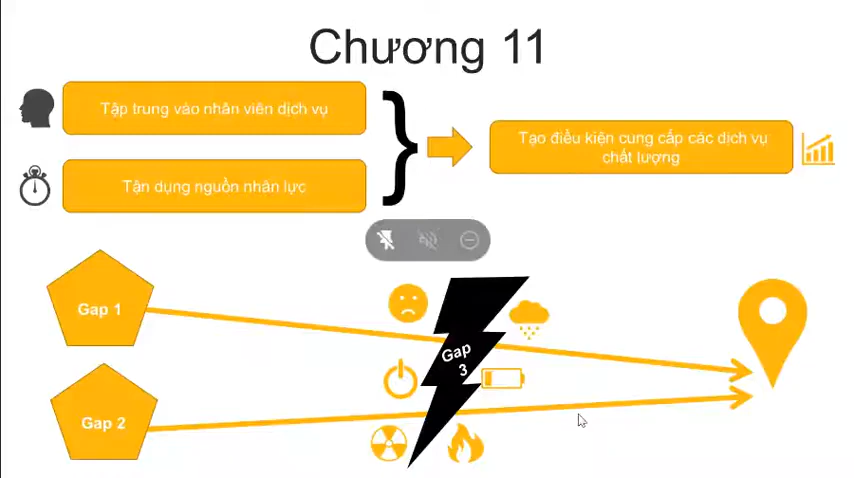 Chương 11
Tập trung vào nhân viên dịch vụ
Tận dụng nguồn nhân lực
Tạo điều kiện cung cấp các dịch vụ
chất lượng
Gap 1
Gap
3
Gap 2